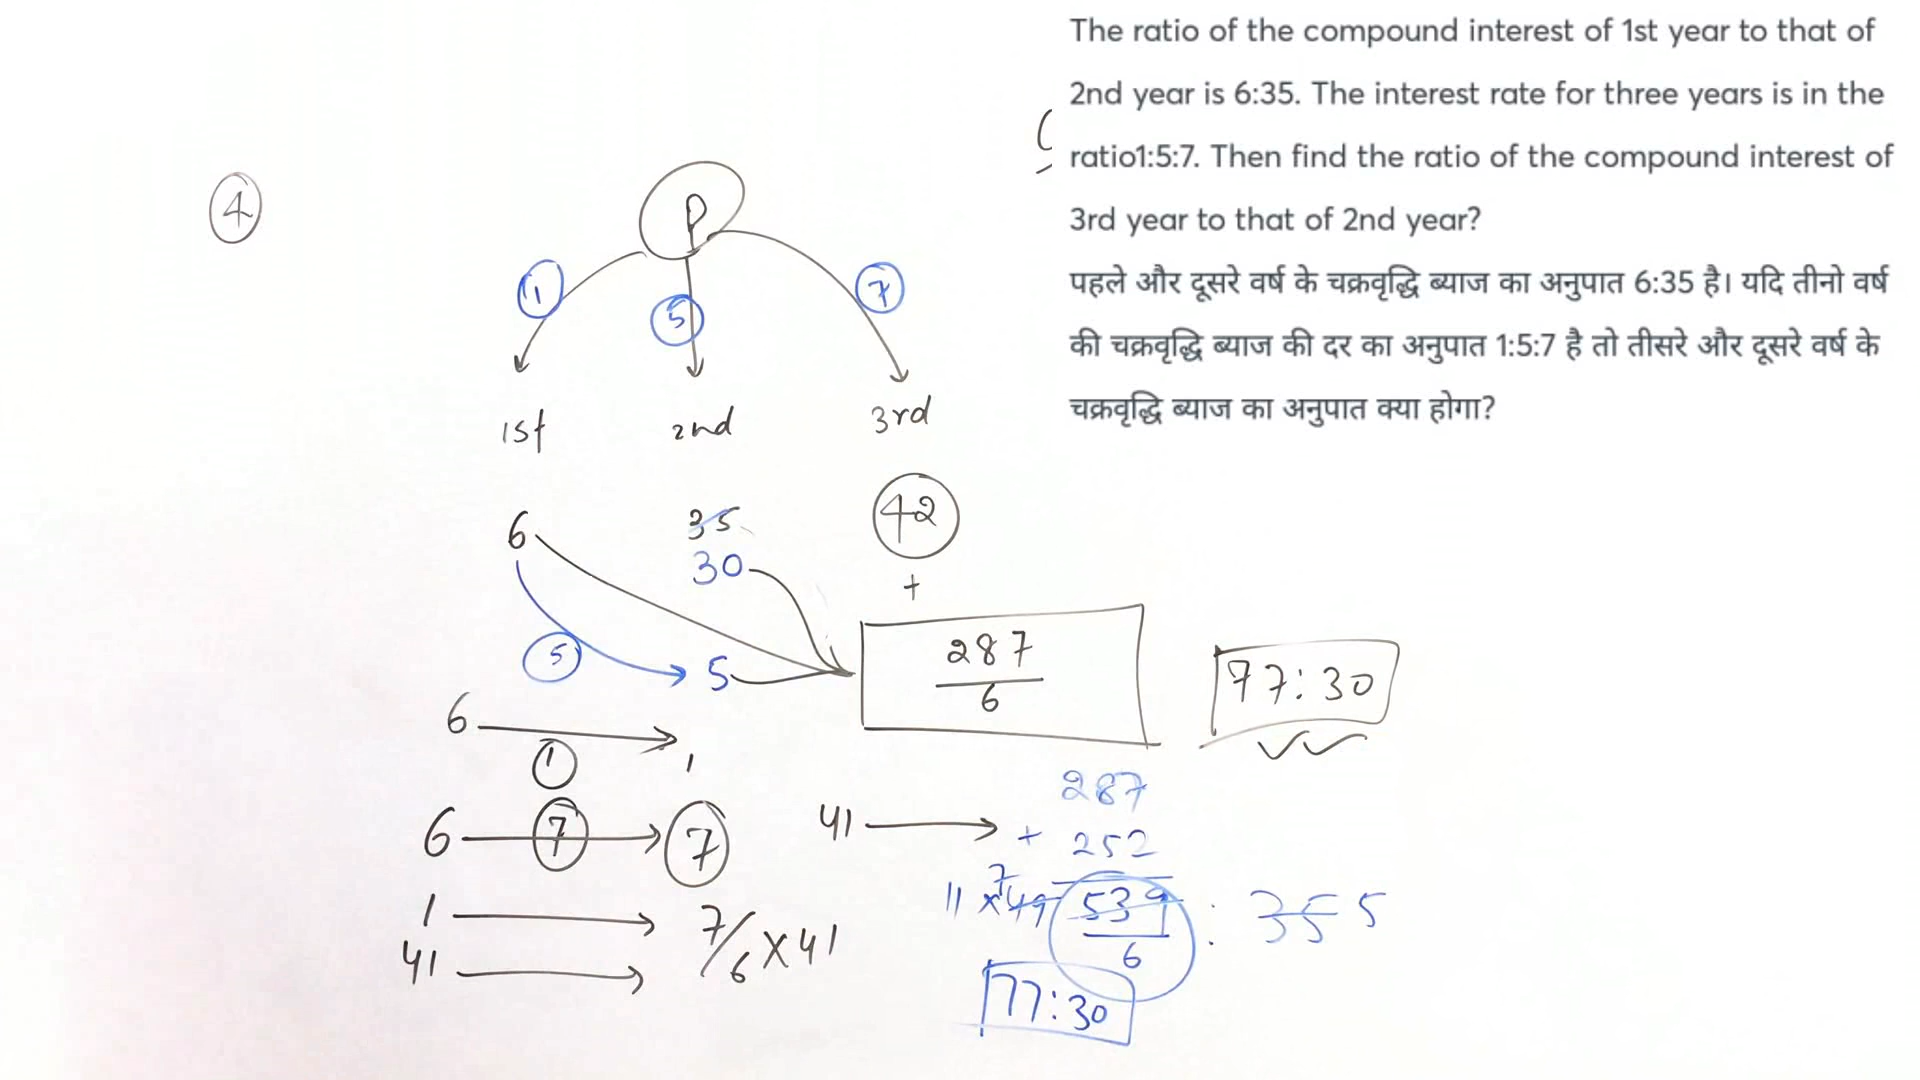 The ratio of the compound interest of 1st year to that of
2nd year is 6:35. The interest rate for three years is in the
ratio1:5:7. Then find the ratio of the compound interest of
3rd year to that of 2nd year?
पहले और दूसरे वर्ष के चक्रवृद्धि ब्याज का अनुपात 6:35 है। यदि तीनो वर्ष
की चक्रवृद्धि ब्याज की दर का अनुपात 1:5:7 है तो तीसरे और दूसरे वर्ष के
चक्रवृद्धि ब्याज का अनुपात क्या होगा?
4
P
1 5 7
1st 2nd 3rd
6 35 42
30
+
5 5
287
6
77:30
6 1
1
6 7 7
1 7/6 X 41
41
41
287
+ 252
7
11 x 49 539 : 35 5
6
77:30